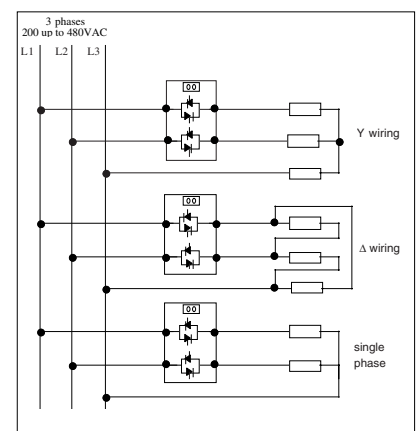 3 phases
200 up to 480VAC
L1 L2 L3
00
Y wiring
00
Δ wiring
00
single
phase